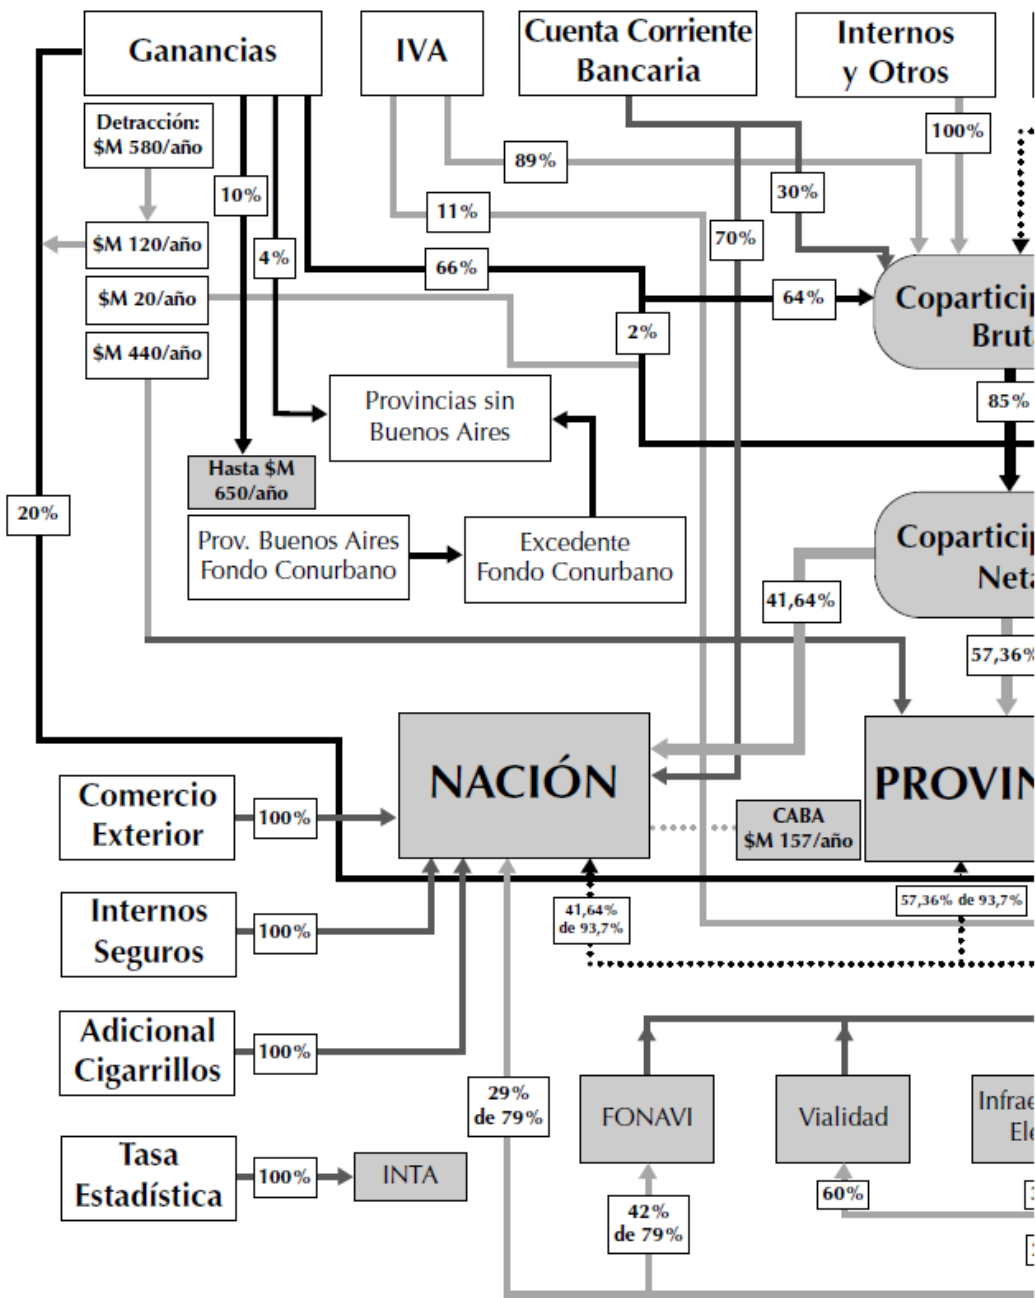 Ganancias
IVA
Cuenta Corriente
Bancaria
Internos
y Otros
Detracción:
$M 580/año
100%
89%
10%
30%
11%
$M 120/año
4%
66%
70%
$M 20/año
64%
2%
$M 440/año
85%
Provincias sin
Buenos Aires
Hasta $M
650/año
20%
Prov. Buenos Aires
Fondo Conurbano
Excedente
Fondo Conurbano
41,64%
57,36%
NACIÓN
CABA
$M 157/año
Comercio
Exterior
100%
Internos
Seguros
100%
41,64%
de 93,7%
57,36% de 93,7%
Adicional
Cigarrillos
100%
29%
de 79%
FONAVI
Vialidad
Tasa
Estadística
100%
INTA
42%
de 79%
60%